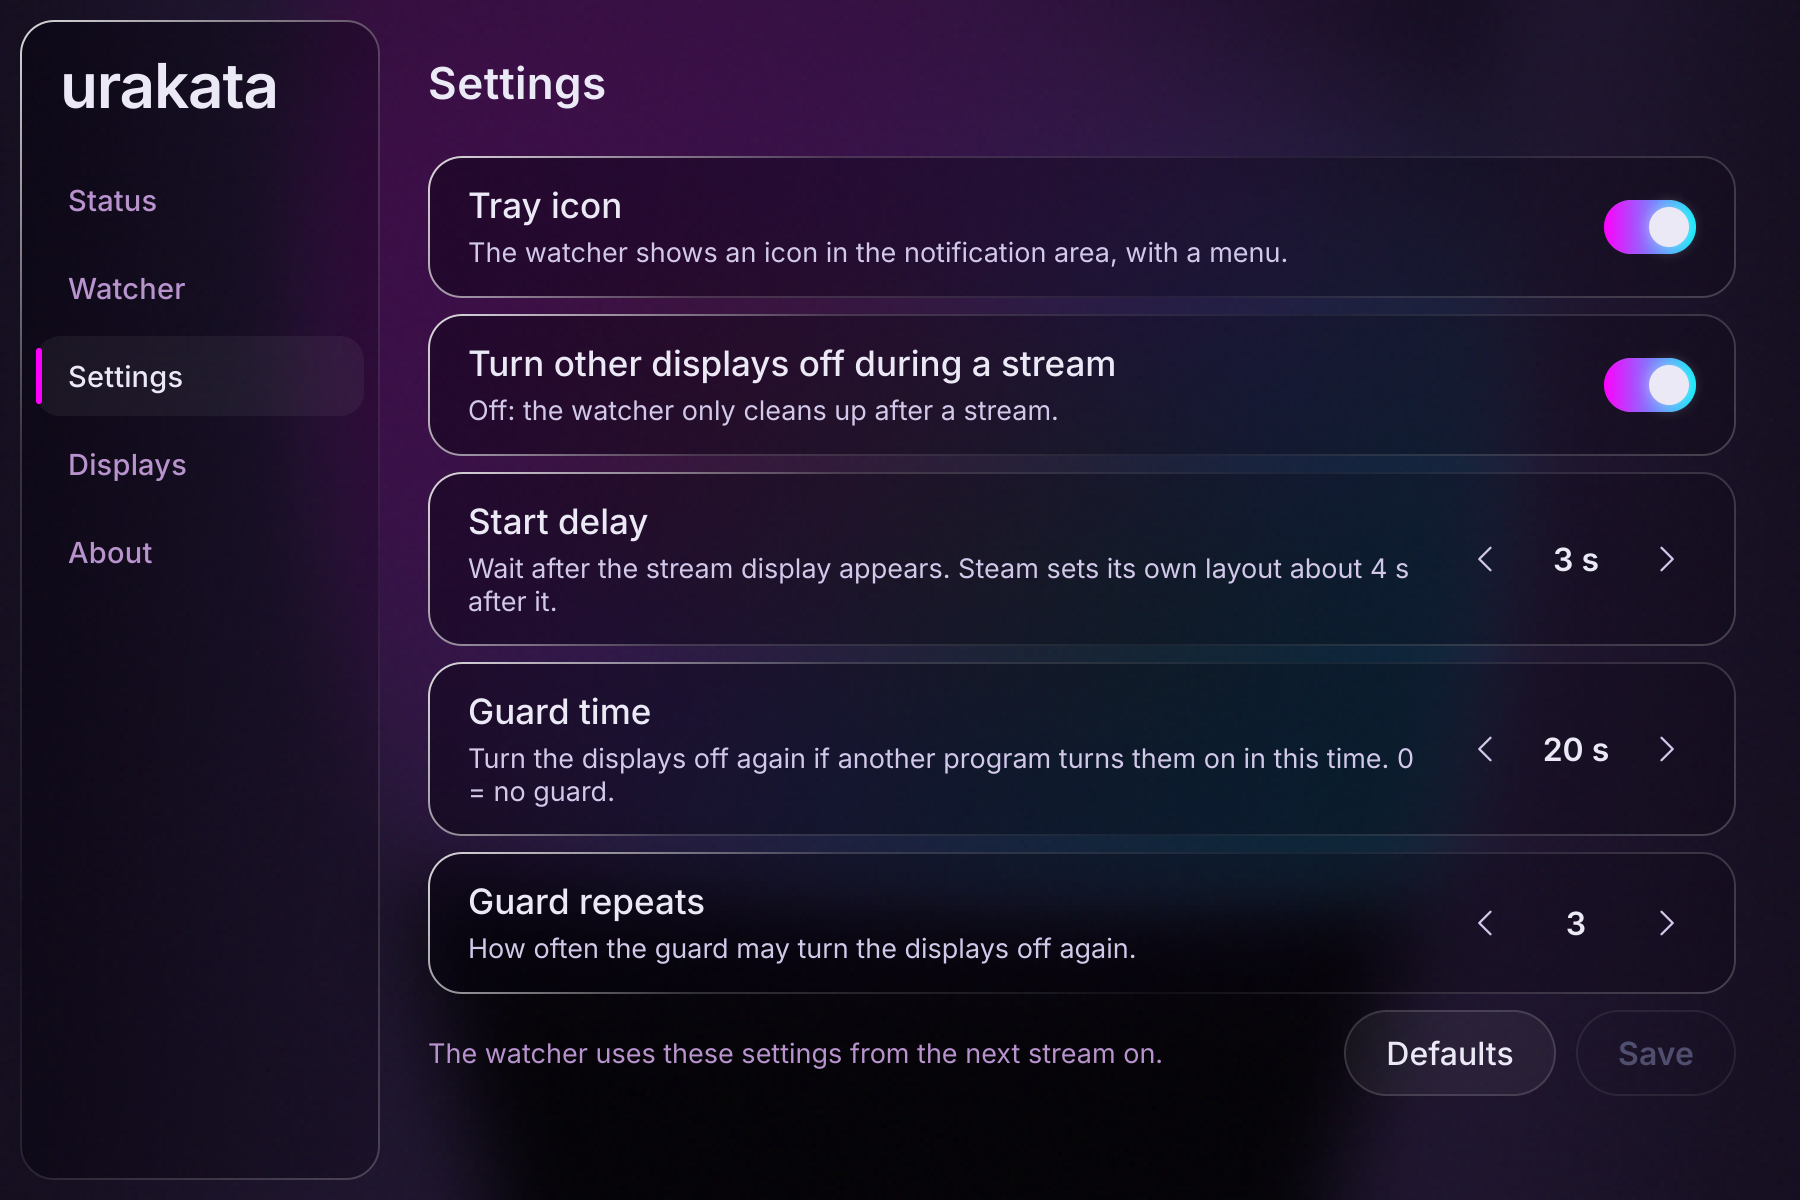 urakata
Status
Watcher
Settings
Displays
About
Settings
Tray icon
The watcher shows an icon in the notification area, with a menu.
Turn other displays off during a stream
Off: the watcher only cleans up after a stream.
Start delay
Wait after the stream display appears. Steam sets its own layout about 4 s
after it.
3 s
Guard time
Turn the displays off again if another program turns them on in this time. 0
= no guard.
20 s
Guard repeats
How often the guard may turn the displays off again.
3
The watcher uses these settings from the next stream on.
Defaults
Save